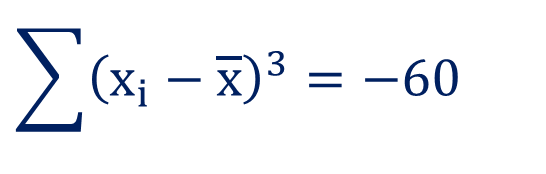 ∑(xᵢ − x̅)³ = −60